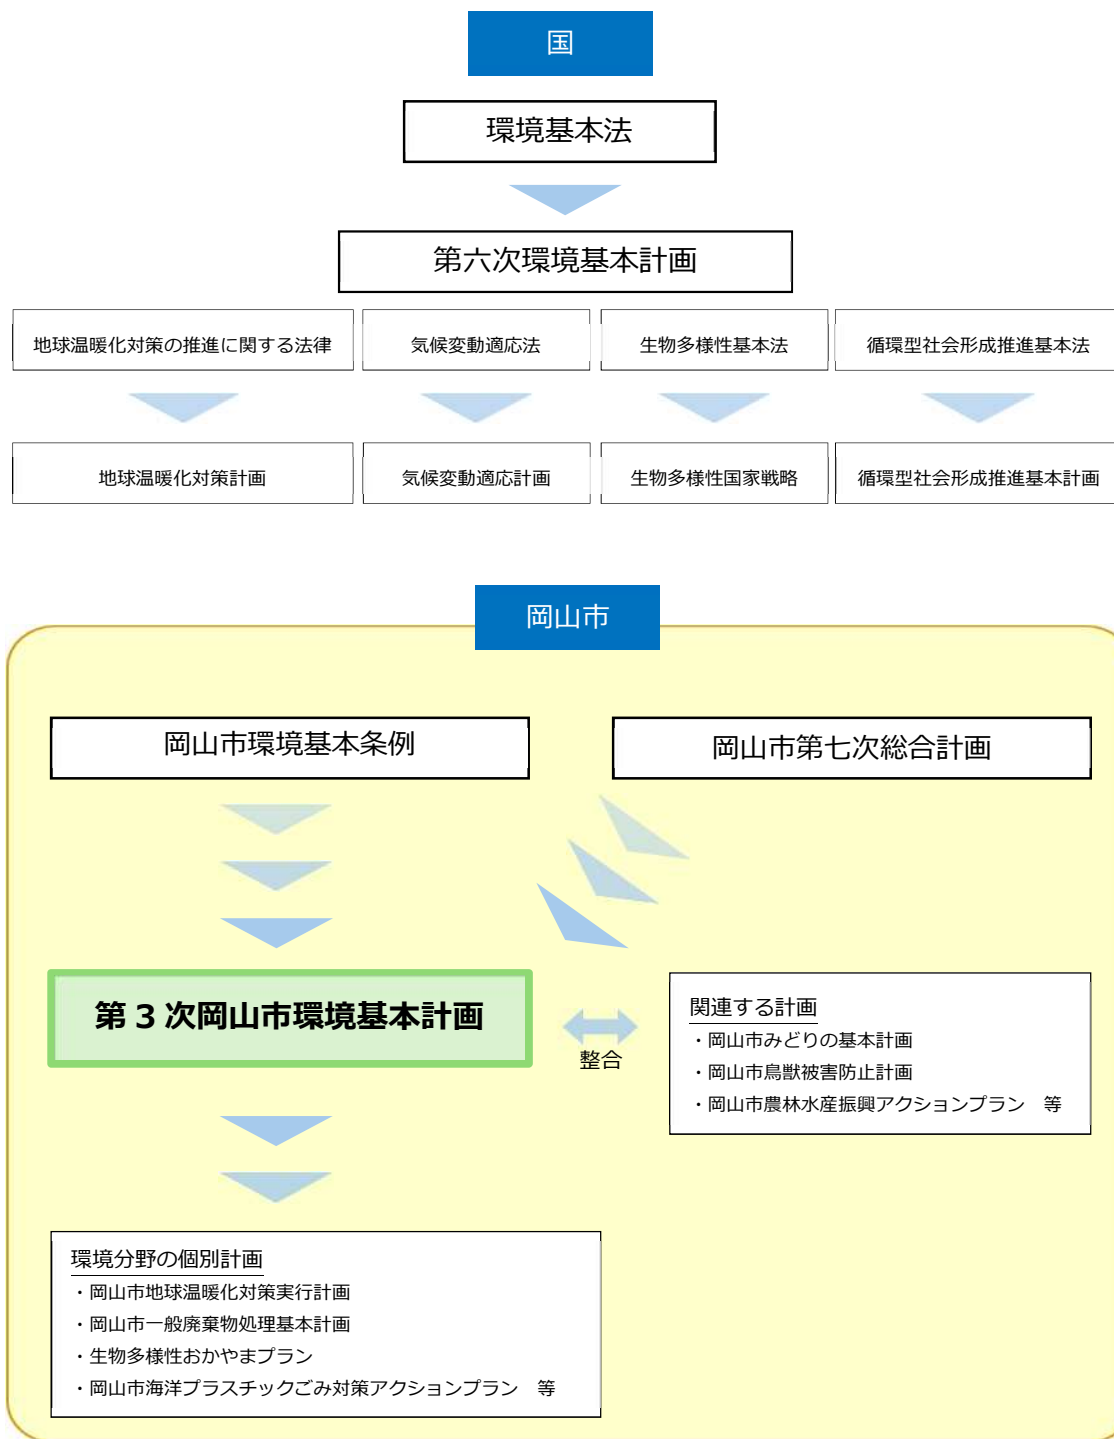 国
環境基本法
第六次環境基本計画
地球温暖化対策の推進に関する法律
気候変動適応法
生物多様性基本法
循環型社会形成推進基本法
地球温暖化対策計画
気候変動適応計画
生物多様性国家戦略
循環型社会形成推進基本計画
岡山市
岡山市環境基本条例
岡山市第七次総合計画
第 3 次岡山市環境基本計画
整合
関連する計画
・岡山市みどりの基本計画
・岡山市鳥獣被害防止計画
・岡山市農林水産振興アクションプラン　等
環境分野の個別計画
・岡山市地球温暖化対策実行計画
・岡山市一般廃棄物処理基本計画
・生物多様性おかやまプラン
・岡山市海洋プラスチックごみ対策アクションプラン　等